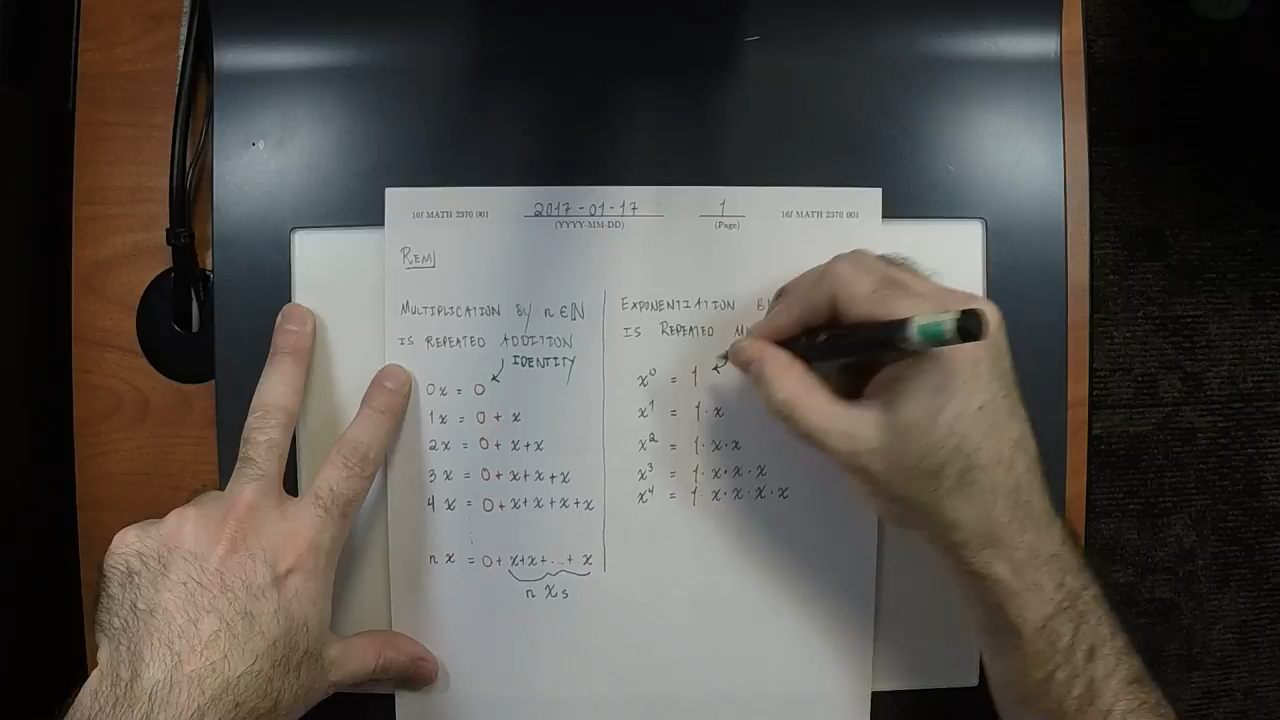 16f MATH 2370 001 2017-01-17 1 16f MATH 2370 001
(YYYY-MM-DD) (Page)
REM
MULTIPLICATION BY n ∈ ℕ
IS REPEATED ADDITION
IDENTITY
0x = 0
1x = 0 + x
2x = 0 + x + x
3x = 0 + x + x + x
4x = 0 + x + x + x + x
⋮
nx = 0 + x + x + ... + x
n xs
EXPONENTIATION
IS REPEATED
x⁰ = 1
x¹ = 1 · x
x² = 1 · x · x
x³ = 1 · x · x · x
x⁴ = 1 · x · x · x · x